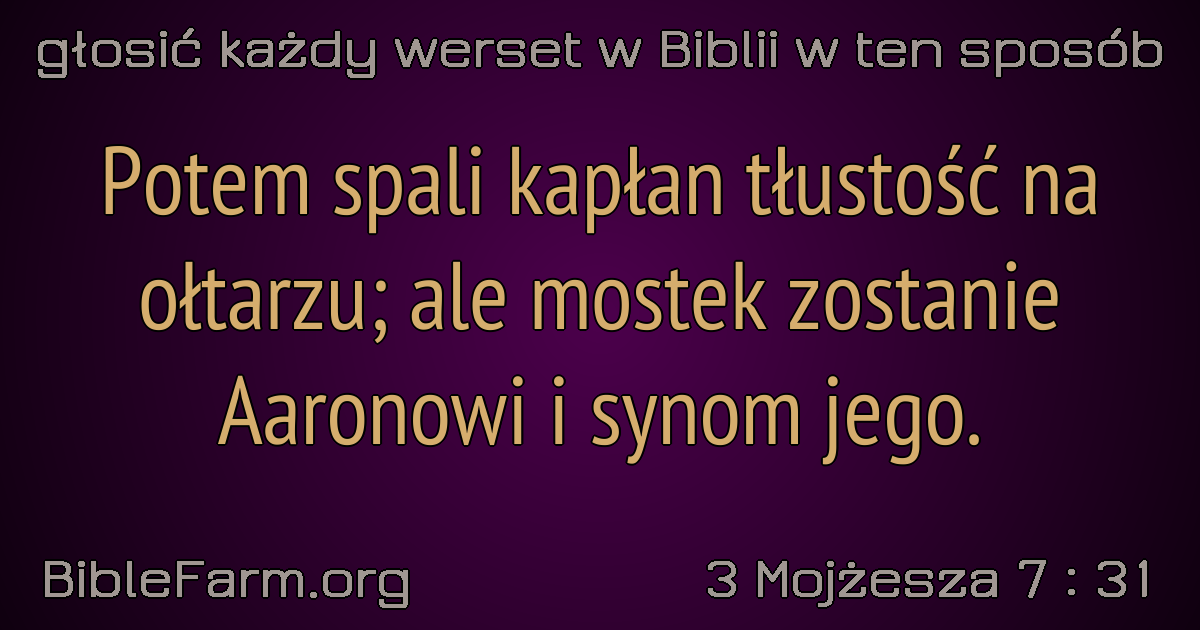 głosić każdy werset w Biblii w ten sposób
Potem spali kapłan tłustość na
ołtarzu; ale mostek zostanie
Aaronowi i synom jego.
BibleFarm.org
3 Mojżesza 7 : 31